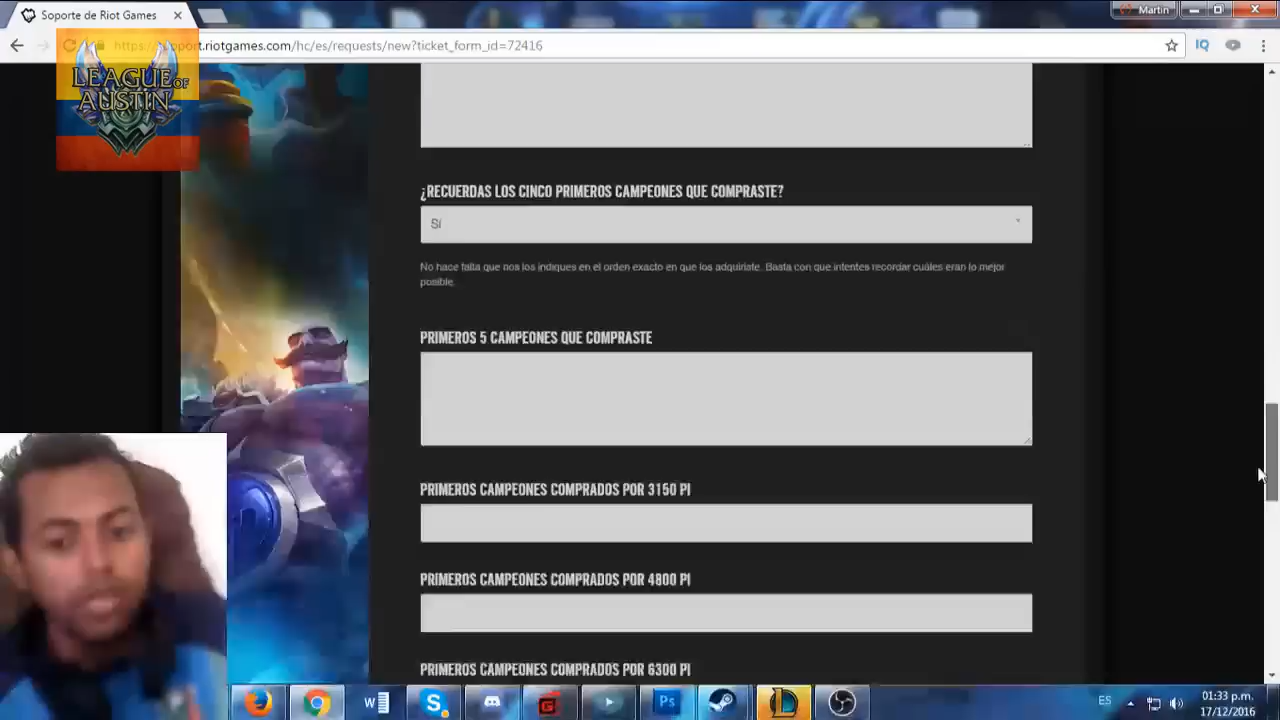 Soporte de Riot Games
Martin
https://support.riotgames.com/hc/es/requests/new?ticket_form_id=72416
LEAGUE OF
AUSTIN
¿RECUERDAS LOS CINCO PRIMEROS CAMPEONES QUE COMPRASTE?
Sí
No hace falta que nos los indiques en el orden exacto en que los adquiriste. Basta con que intentes recordar cuáles eran lo mejor
posible.
PRIMEROS 5 CAMPEONES QUE COMPRASTE
PRIMEROS CAMPEONES COMPRADOS POR 3150 PI
PRIMEROS CAMPEONES COMPRADOS POR 4800 PI
PRIMEROS CAMPEONES COMPRADOS POR 6300 PI
ES
01:33 p.m.
17/12/2016